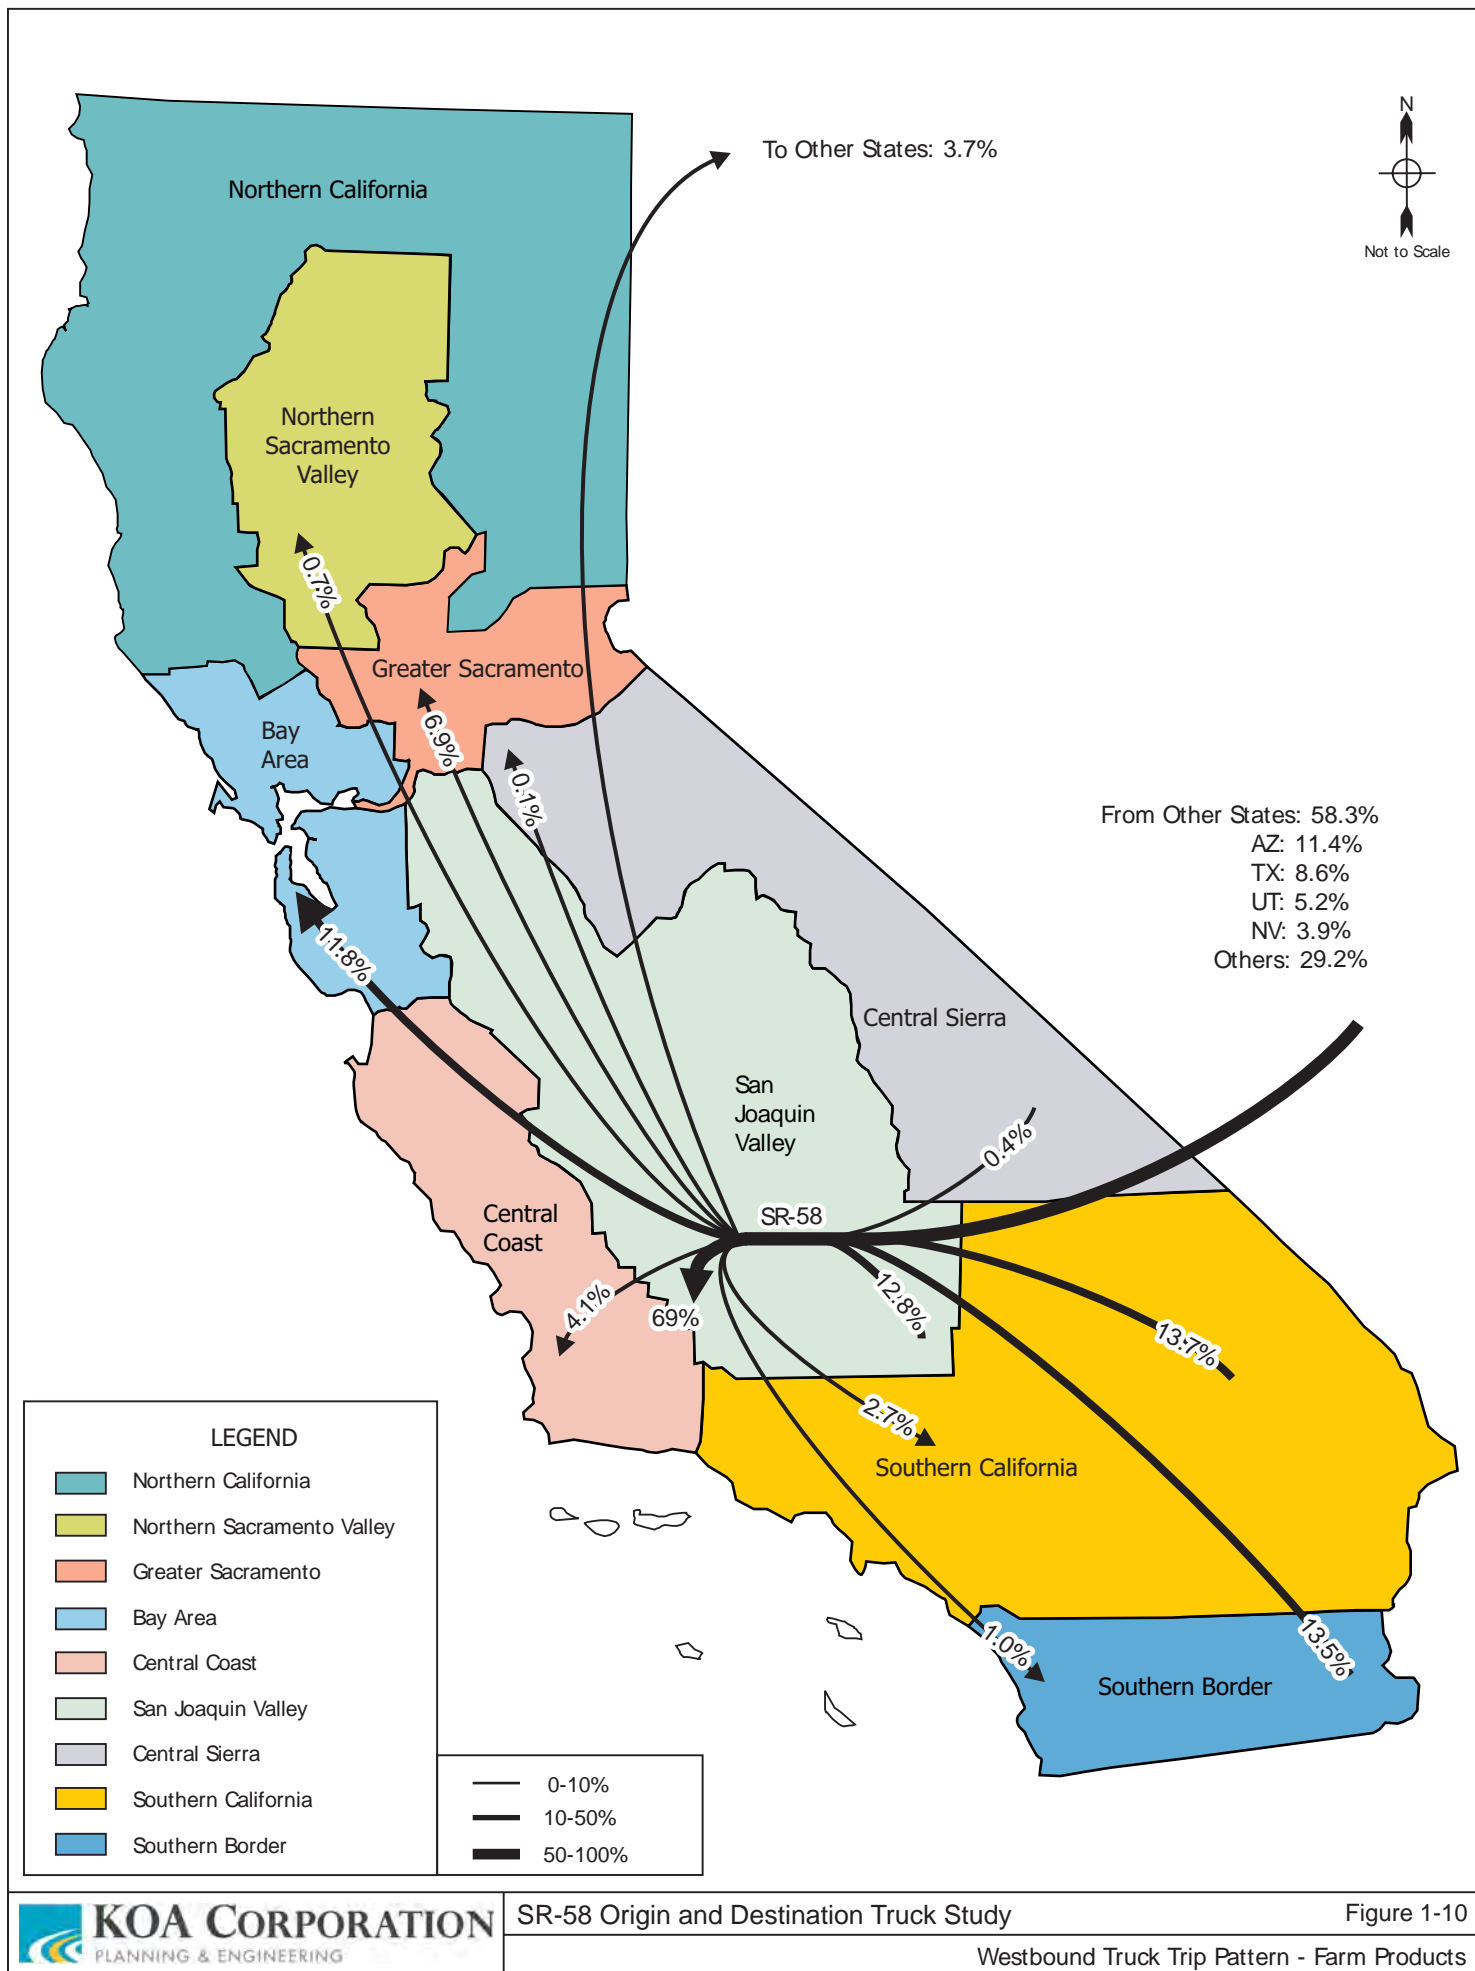 N
Not to Scale
To Other States: 3.7%
Northern California
Northern
Sacramento
Valley
0.7%
Greater Sacramento
6.9%
Bay
Area
0.1%
From Other States: 58.3%
AZ: 11.4%
TX: 8.6%
UT: 5.2%
NV: 3.9%
Others: 29.2%
11.8%
Central Sierra
San
Joaquin
Valley
0.4%
Central
Coast
SR-58
4.1%
69%
12.8%
13.7%
2.7%
Southern California
1.0%
13.5%
Southern Border
LEGEND
Northern California
Northern Sacramento Valley
Greater Sacramento
Bay Area
Central Coast
San Joaquin Valley
Central Sierra
Southern California
Southern Border
0-10%
10-50%
50-100%
KOA CORPORATION
PLANNING & ENGINEERING
SR-58 Origin and Destination Truck Study
Figure 1-10
Westbound Truck Trip Pattern - Farm Products